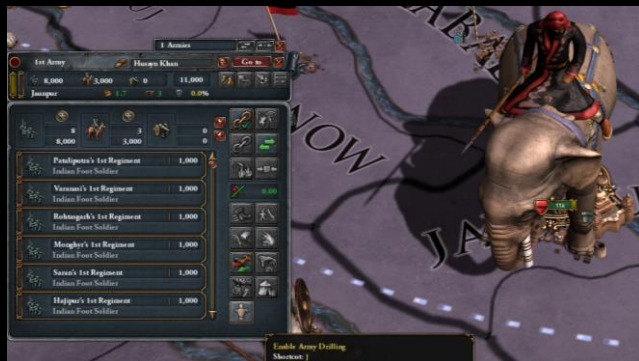 1 Armies
1st Army
Husayn Khan
Go to
8,000
3,000
0
11,000
Jaunpur
1.7
3
0.0%
8
3
0
8,000
3,000
0
Pataliputra's 1st Regiment
1,000
Indian Foot Soldier
Varanasi's 1st Regiment
1,000
Indian Foot Soldier
Rohtasgarh's 1st Regiment
1,000
Indian Foot Soldier
Monghyr's 1st Regiment
1,000
Indian Foot Soldier
Saran's 1st Regiment
1,000
Indian Foot Soldier
Hajipur's 1st Regiment
1,000
Indian Foot Soldier
0.00
NOW
JA
11k
Enable Army Drilling
Shortcut: J